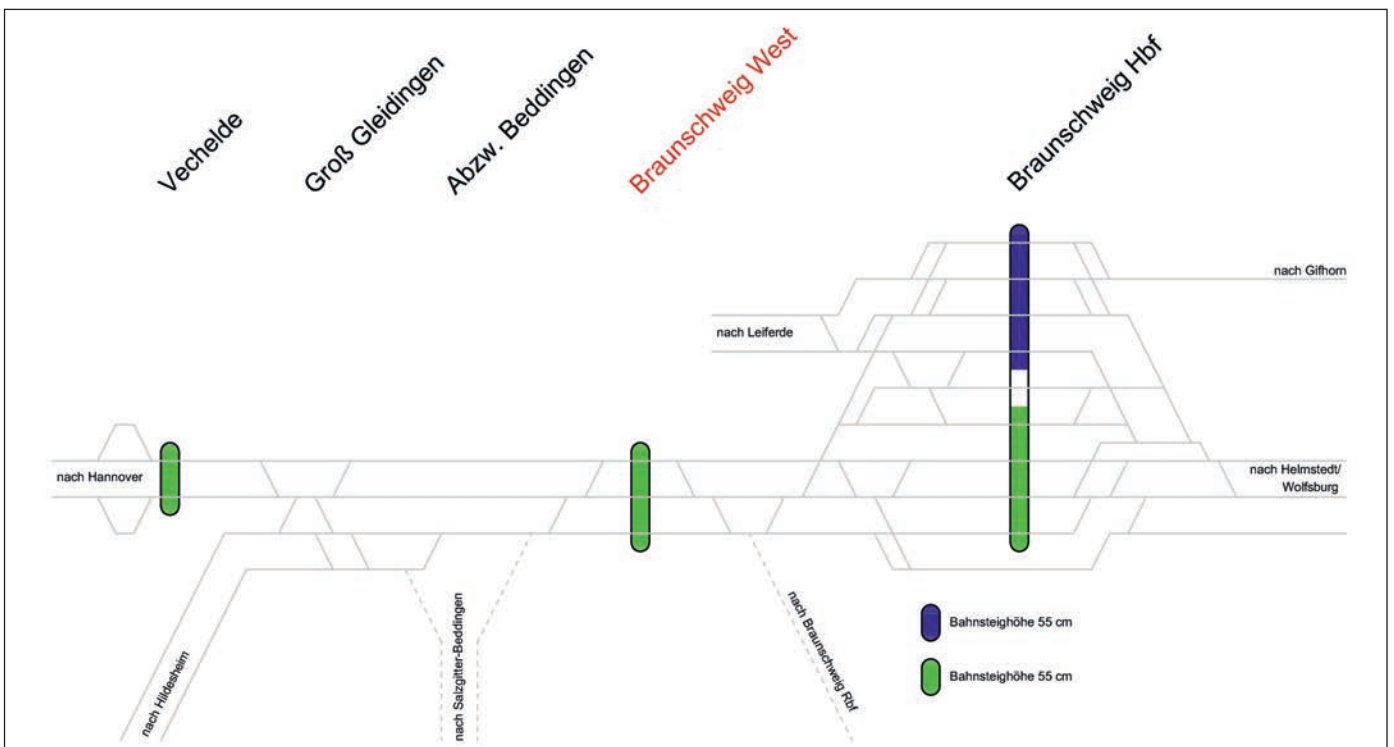 Vechelde
Groß Gleidingen
Abzw. Beddingen
Braunschweig West
Braunschweig Hbf
nach Gifhorn
nach Leiferde
nach Hannover
nach Helmstedt/
Wolfsburg
nach Hildesheim
nach Salzgitter-Beddingen
nach Braunschweig Rbf
Bahnsteighöhe 55 cm
Bahnsteighöhe 55 cm